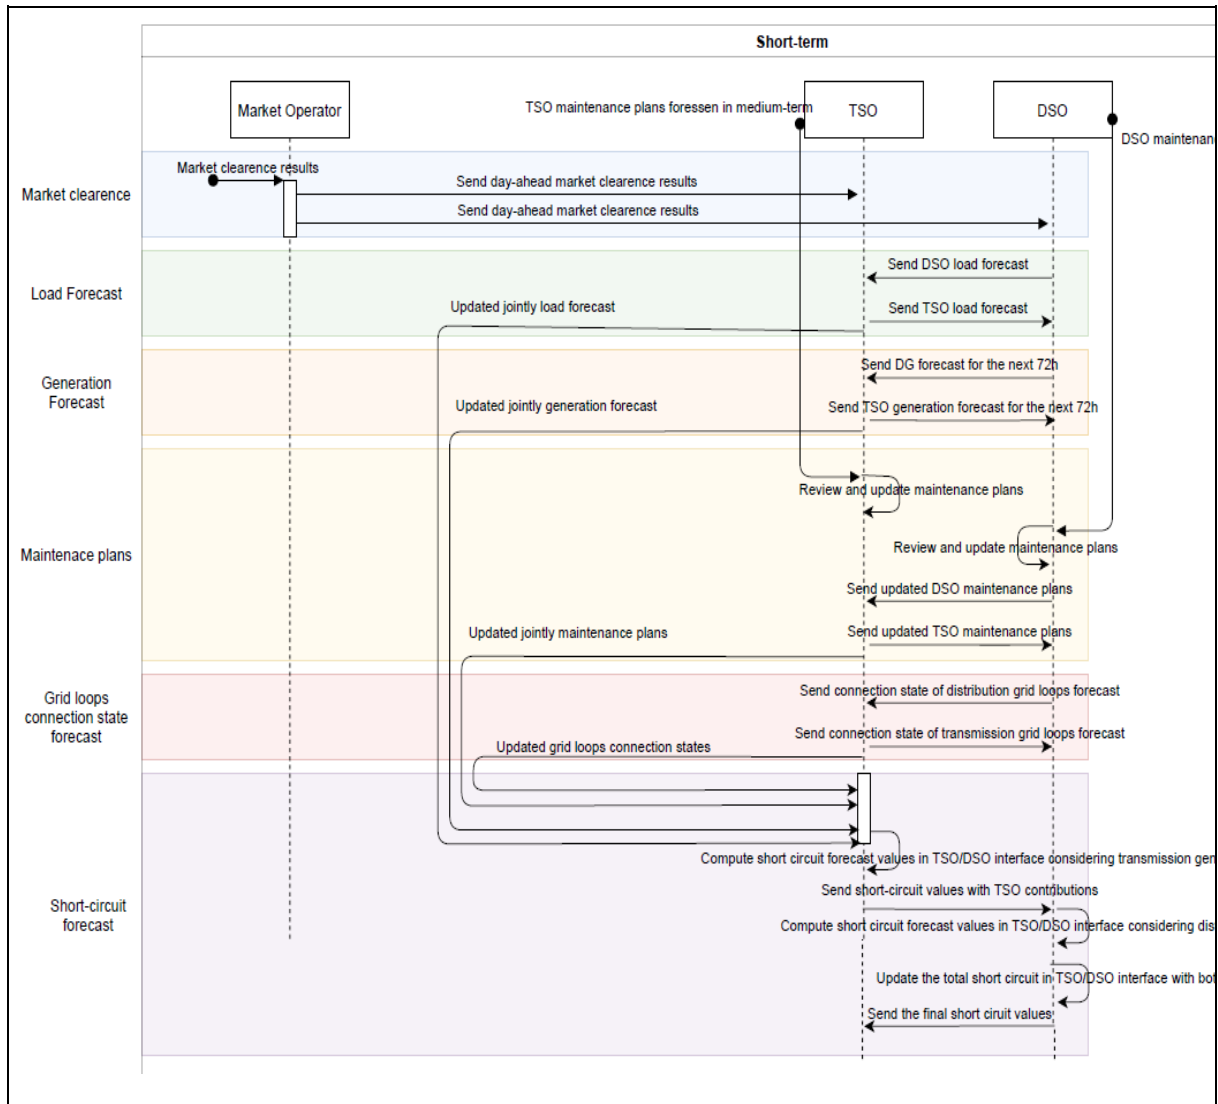 Short-term
Market Operator
TSO maintenance plans foressen in medium-term
TSO
DSO
DSO maintenanc
Market clearence
Market clearence results
Send day-ahead market clearence results
Send day-ahead market clearence results
Load Forecast
Send DSO load forecast
Updated jointly load forecast
Send TSO load forecast
Generation
Forecast
Send DG forecast for the next 72h
Updated jointly generation forecast
Send TSO generation forecast for the next 72h
Maintenace plans
Review and update maintenance plans
Review and update maintenance plans
Send updated DSO maintenance plans
Updated jointly maintenance plans
Send updated TSO maintenance plans
Grid loops
connection state
forecast
Send connection state of distribution grid loops forecast
Send connection state of transmission grid loops forecast
Updated grid loops connection states
Short-circuit
forecast
Compute short circuit forecast values in TSO/DSO interface considering transmission gen
Send short-circuit values with TSO contributions
Compute short circuit forecast values in TSO/DSO interface considering dis
Update the total short circuit in TSO/DSO interface with bot
Send the final short ciruit values